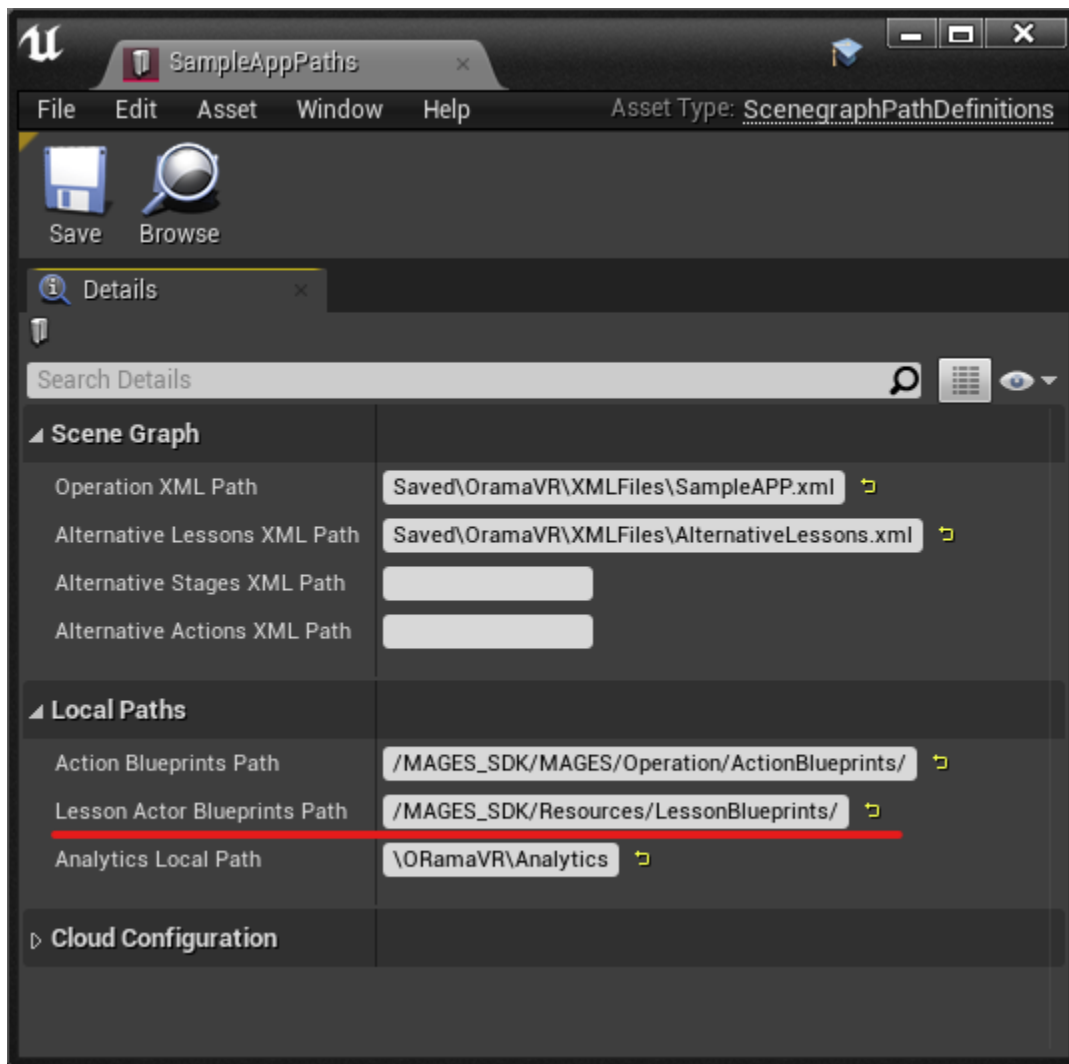 SampleAppPaths
File Edit Asset Window Help Asset Type: ScenegraphPathDefinitions
Save Browse
Details
Search Details
Scene Graph
Operation XML Path Saved\OramaVR\XMLFiles\SampleAPP.xml
Alternative Lessons XML Path Saved\OramaVR\XMLFiles\AlternativeLessons.xml
Alternative Stages XML Path
Alternative Actions XML Path
Local Paths
Action Blueprints Path /MAGES_SDK/MAGES/Operation/ActionBlueprints/
Lesson Actor Blueprints Path /MAGES_SDK/Resources/LessonBlueprints/
Analytics Local Path \ORamaVR\Analytics
Cloud Configuration